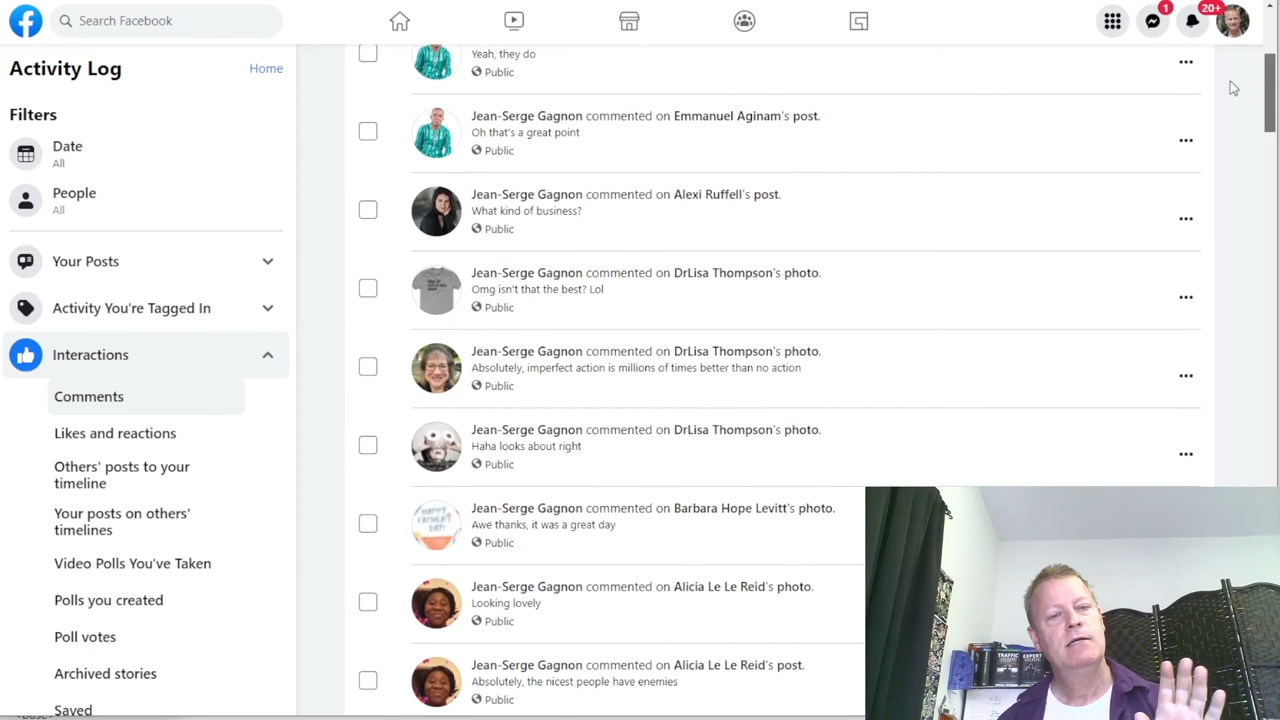 Search Facebook
1
20+
Activity Log
Home
Filters
Date
All
People
All
Your Posts
Activity You're Tagged In
Interactions
Comments
Likes and reactions
Others' posts to your
timeline
Your posts on others'
timelines
Video Polls You've Taken
Polls you created
Poll votes
Archived stories
Saved
Yeah, they do
Public
Jean-Serge Gagnon commented on Emmanuel Aginam's post.
Oh that's a great point
Public
Jean-Serge Gagnon commented on Alexi Ruffell's post.
What kind of business?
Public
Jean-Serge Gagnon commented on DrLisa Thompson's photo.
Omg isn't that the best? Lol
Public
Jean-Serge Gagnon commented on DrLisa Thompson's photo.
Absolutely, imperfect action is millions of times better than no action
Public
Jean-Serge Gagnon commented on DrLisa Thompson's photo.
Haha looks about right
Public
Jean-Serge Gagnon commented on Barbara Hope Levitt's photo.
Awe thanks, it was a great day
Public
HAPPY
FATHER'S
DAY!
Jean-Serge Gagnon commented on Alicia Le Le Reid's photo.
Looking lovely
Public
Jean-Serge Gagnon commented on Alicia Le Le Reid's post.
Absolutely, the nicest people have enemies
Public
TRAFFIC
EXPERT